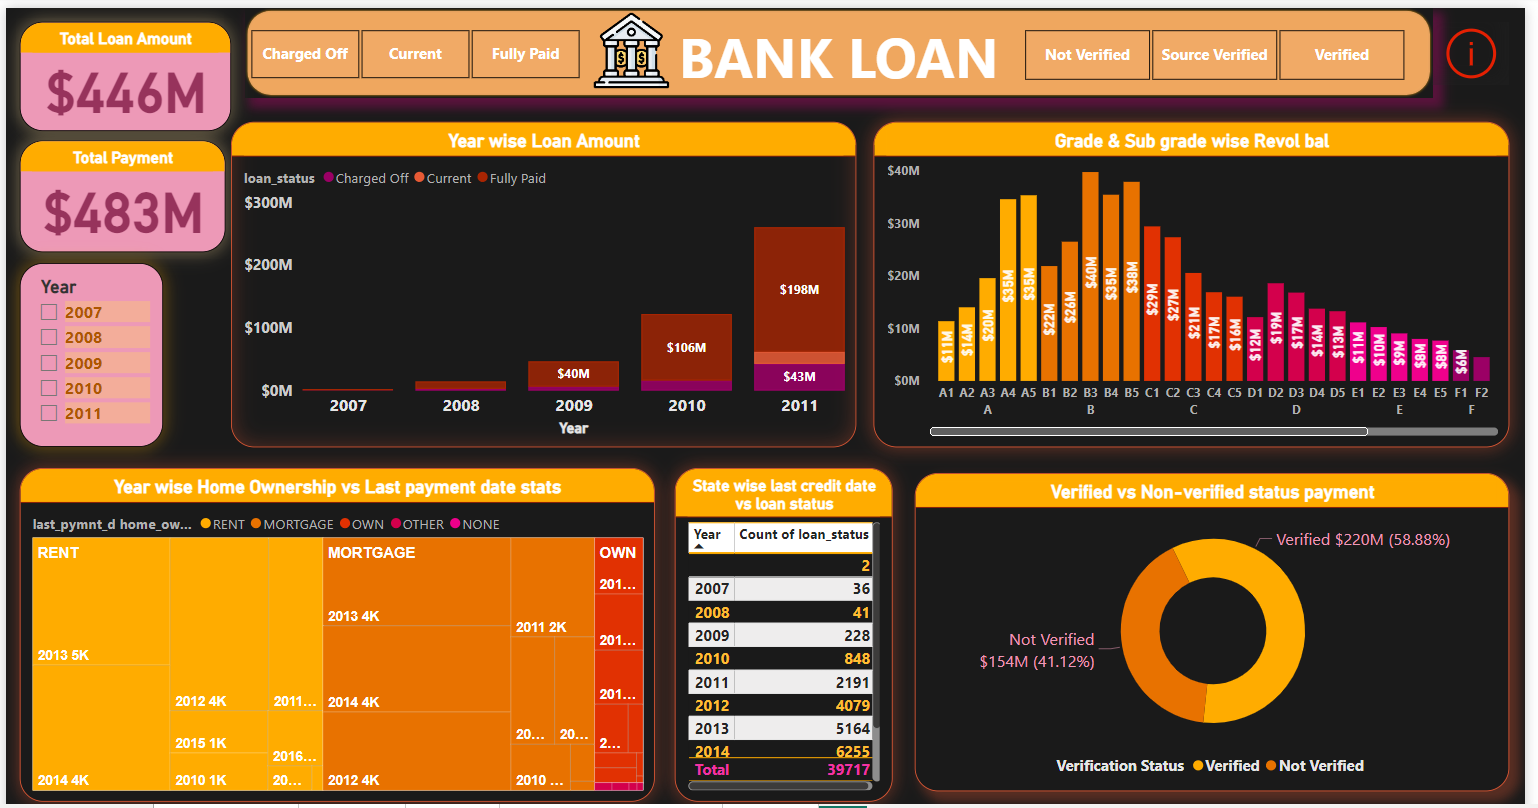 Total Loan Amount
$446M
Charged Off
Current
Fully Paid
BANK LOAN
Not Verified
Source Verified
Verified
i
Total Payment
$483M
Year
2007
2008
2009
2010
2011
Year wise Loan Amount
loan_status Charged Off Current Fully Paid
$300M
$200M
$100M
$0M
$40M
$106M
$198M
$43M
2007 2008 2009 2010 2011
Year
Grade & Sub grade wise Revol bal
$40M
$30M
$20M
$10M
$0M
$11M $14M $20M $35M $35M $22M $26M $40M $35M $38M $29M $27M $21M $17M $16M $12M $19M $17M $14M $13M $11M $10M $9M $8M $8M $6M
A1 A2 A3 A4 A5 B1 B2 B3 B4 B5 C1 C2 C3 C4 C5 D1 D2 D3 D4 D5 E1 E2 E3 E4 E5 F1 F2
A B C D E F
Year wise Home Ownership vs Last payment date stats
last_pymnt_d home_ow... RENT MORTGAGE OWN OTHER NONE
RENT
2013 5K
2014 4K
2012 4K
2015 1K
2010 1K
2011...
2016...
20...
MORTGAGE
2013 4K
2014 4K
2012 4K
2011 2K
20...
20...
2010 ...
OWN
201...
201...
201...
2...
State wise last credit date
vs loan status
Year Count of loan_status
2
2007 36
2008 41
2009 228
2010 848
2011 2191
2012 4079
2013 5164
2014 6255
Total 39717
Verified vs Non-verified status payment
Verified $220M (58.88%)
Not Verified
$154M (41.12%)
Verification Status Verified Not Verified